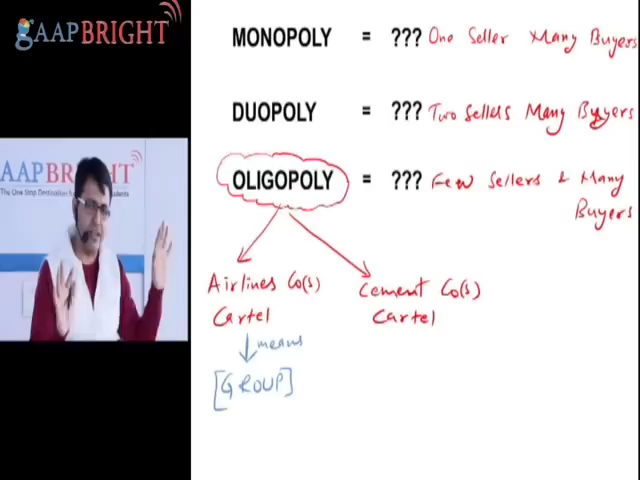 gAAPBRIGHT
MONOPOLY = ??? One Seller Many Buyers
DUOPOLY = ??? Two Sellers Many Buyers
OLIGOPOLY = ??? Few Sellers & Many
Buyers
AAPBRIGHT
The One Stop Destination for
Airlines Co(s)
Cartel
Cement Co(s)
Cartel
means
[GROUP]